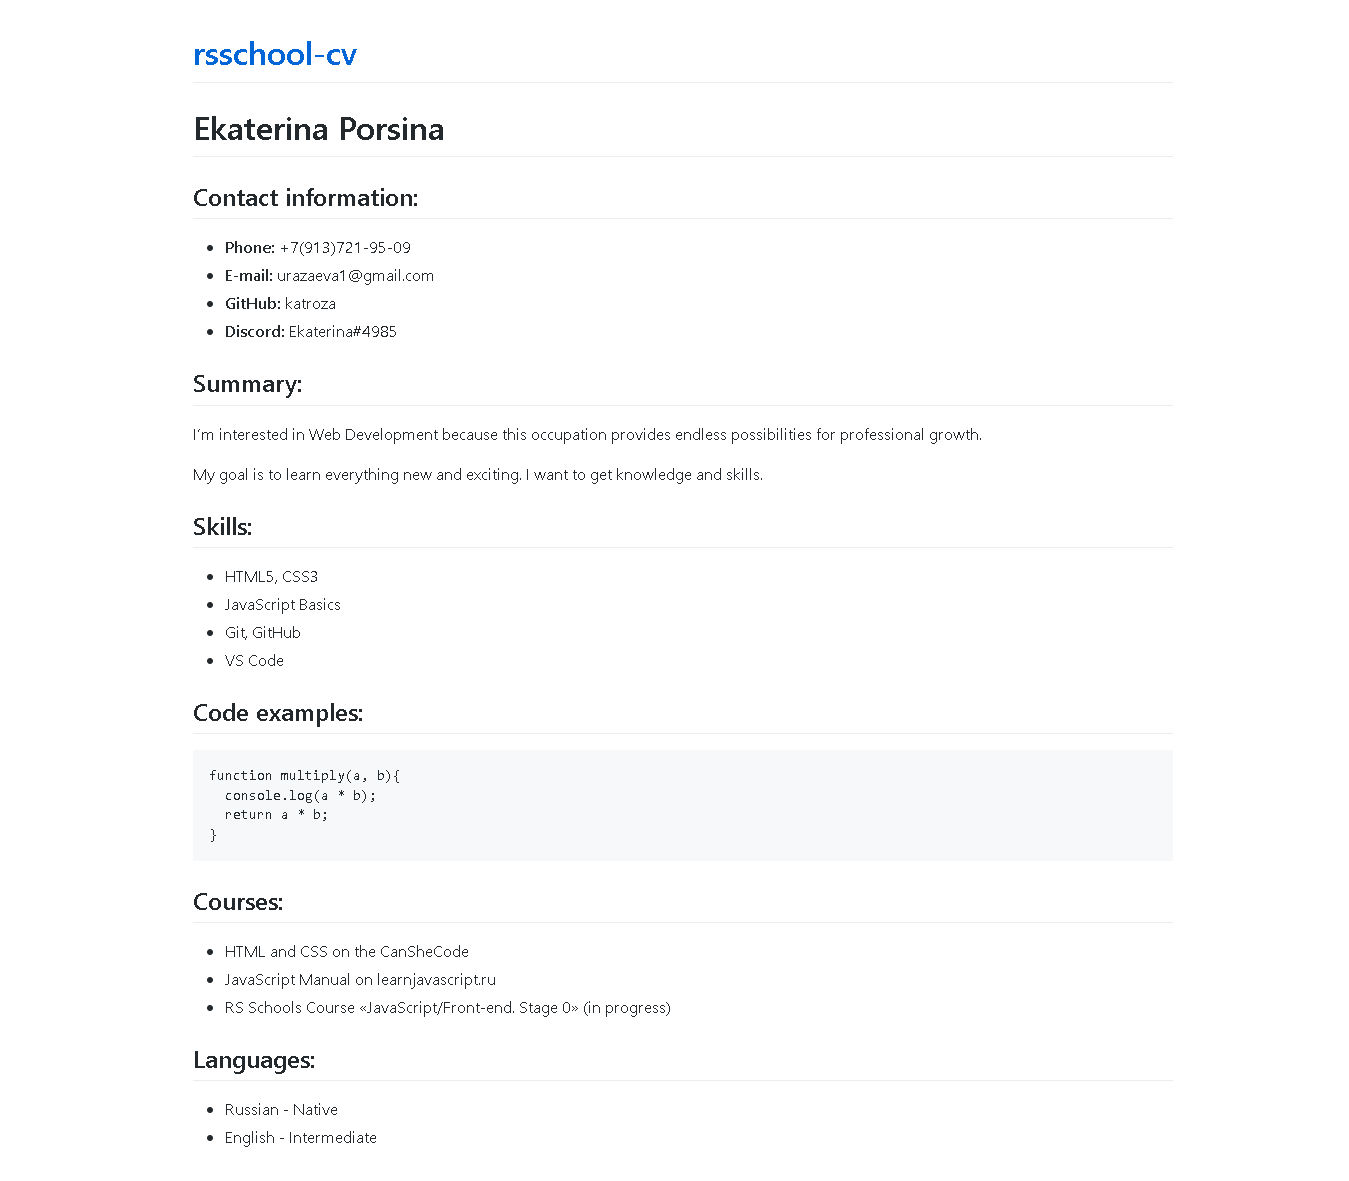 rsschool-cv
Ekaterina Porsina
Contact information:
Phone: +7(913)721-95-09
E-mail: urazaeva1@gmail.com
GitHub: katroza
Discord: Ekaterina#4985
Summary:
I'm interested in Web Development because this occupation provides endless possibilities for professional growth.
My goal is to learn everything new and exciting. I want to get knowledge and skills.
Skills:
HTML5, CSS3
JavaScript Basics
Git, GitHub
VS Code
Code examples:
function multiply(a, b){
  console.log(a * b);
  return a * b;
}
Courses:
HTML and CSS on the CanSheCode
JavaScript Manual on learnjavascript.ru
RS Schools Course «JavaScript/Front-end. Stage 0» (in progress)
Languages:
Russian - Native
English - Intermediate